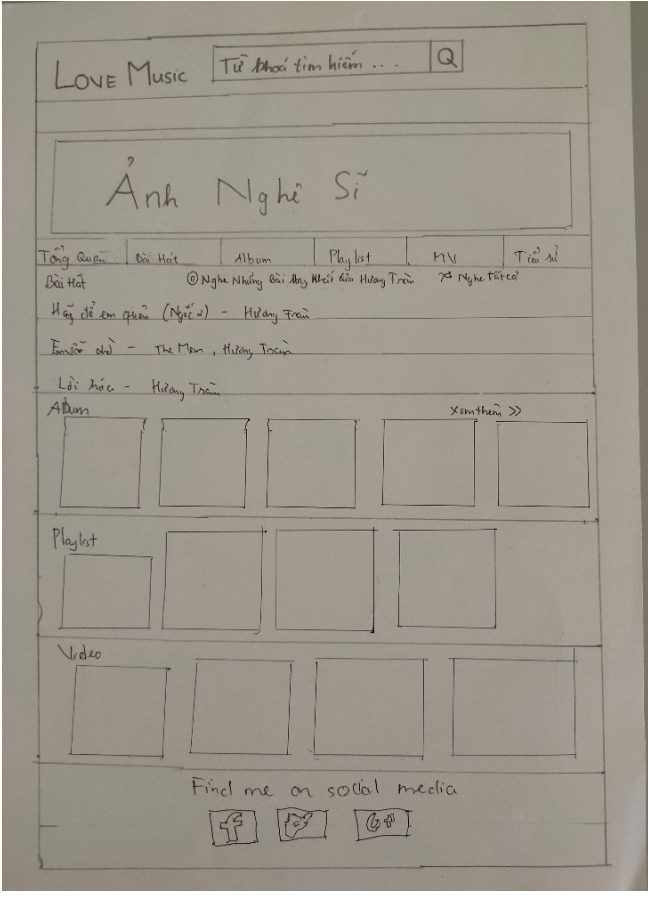 LOVE MUSIC
Từ khoá tìm kiếm ... Q
Ảnh Nghệ Sĩ
Tổng Quan Bài Hát Album Playlist MV Tiểu sử
Bài Hát Nghe Những Bài Hay Nhất Của Hương Tràm Nghe Tất cả
Hãy để em quên (Ngốc 2) - Hương Tràm
Em vẫn chờ - The Men, Hương Tràm
Lời hứa - Hương Tràm
Album Xem thêm >>
Playlist
Video
Find me on social media
f G+